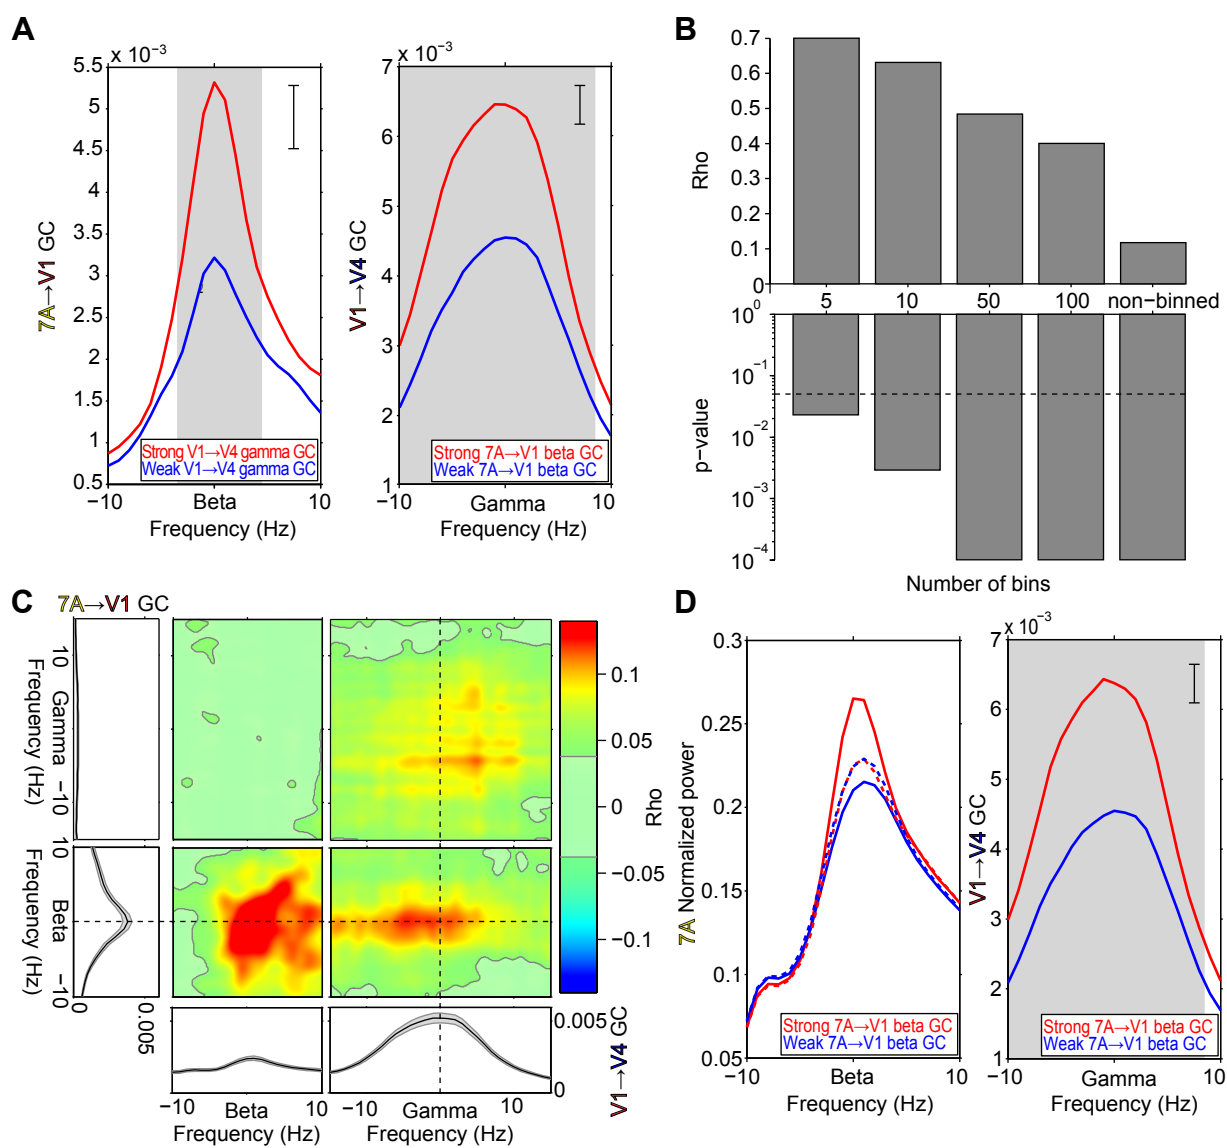 A
x 10−3
5.5
5
4.5
4
3.5
3
2.5
2
1.5
1
0.5
7A→V1 GC
Strong V1→V4 gamma GC
Weak V1→V4 gamma GC
−10
Beta
10
Frequency (Hz)
x 10−3
7
6
5
4
3
2
1
V1→V4 GC
Strong 7A→V1 beta GC
Weak 7A→V1 beta GC
−10
Gamma
10
Frequency (Hz)
B
0.7
0.6
0.5
0.4
0.3
0.2
0.1
0
Rho
5
10
50
100
non-binned
100
10−1
10−2
10−3
10−4
p-value
Number of bins
C
7A→V1 GC
10
Gamma
−10
Frequency (Hz)
10
Beta
−10
Frequency (Hz)
0
0.005
0.1
0.05
0
−0.05
−0.1
Rho
0.005
0
V1→V4 GC
−10
Beta
10
Frequency (Hz)
−10
Gamma
10
Frequency (Hz)
D
0.3
0.25
0.2
0.15
0.1
0.05
7A Normalized power
Strong 7A→V1 beta GC
Weak 7A→V1 beta GC
−10
Beta
10
Frequency (Hz)
x 10−3
7
6
5
4
3
2
1
V1→V4 GC
Strong 7A→V1 beta GC
Weak 7A→V1 beta GC
−10
Gamma
10
Frequency (Hz)